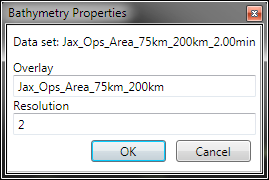 Bathymetry Properties
Data set: Jax_Ops_Area_75km_200km_2.00min
Overlay
Jax_Ops_Area_75km_200km
Resolution
2
OK Cancel